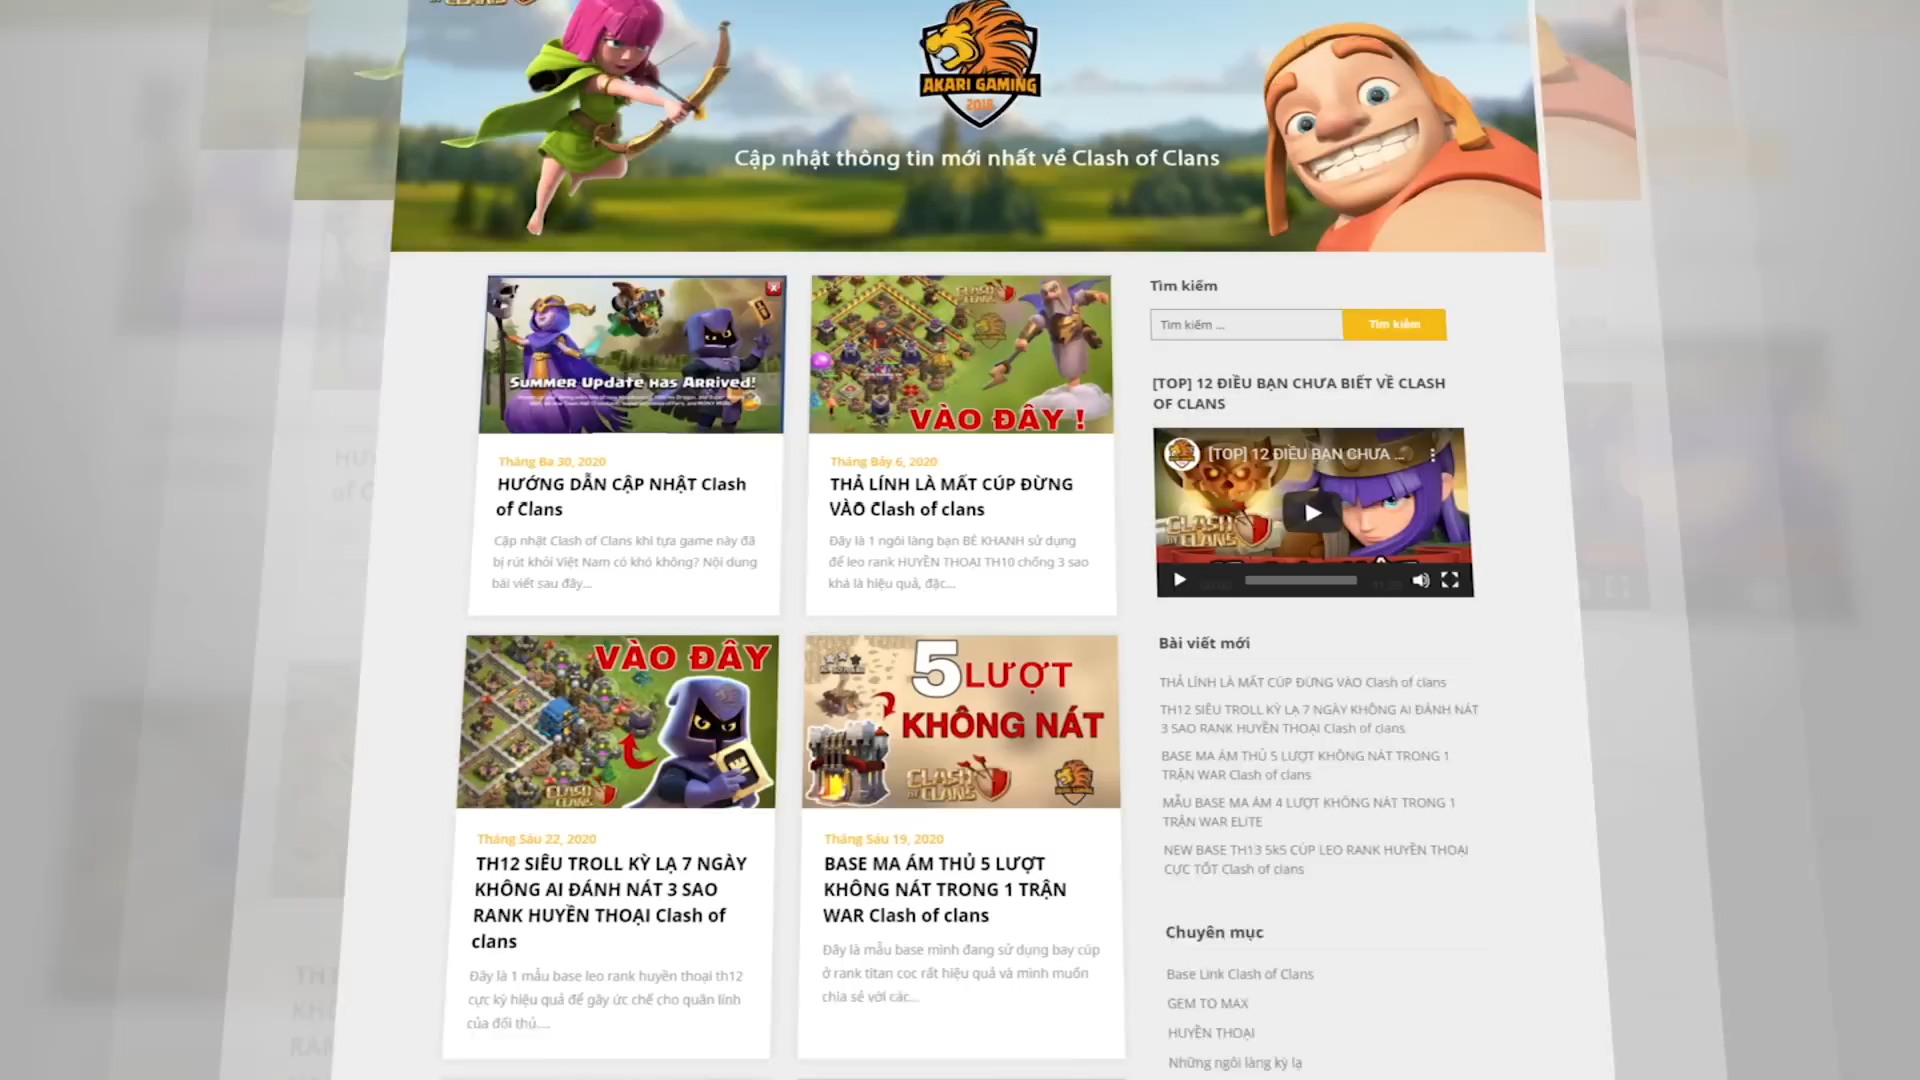 AKARI GAMING
2018
Cập nhật thông tin mới nhất về Clash of Clans
SUMMER UPDATE HAS ARRIVED!
Tháng Ba 30, 2020
HƯỚNG DẪN CẬP NHẬT Clash
of Clans
Cập nhật Clash of Clans khi tựa game này đã
bị rút khỏi Việt Nam có khó không? Nội dung
bài viết sau đây...
VÀO ĐÂY !
Tháng Bảy 6, 2020
THẢ LÍNH LÀ MẤT CÚP ĐỪNG
VÀO Clash of clans
Đây là 1 ngôi làng bạn BÉ KHANH sử dụng
để leo rank HUYỀN THOẠI TH10 chống 3 sao
khá là hiệu quả, đặc...
Tìm kiếm
Tìm kiếm ...
Tìm kiếm
[TOP] 12 ĐIỀU BẠN CHƯA BIẾT VỀ CLASH
OF CLANS
[TOP] 12 ĐIỀU BẠN CHƯA ...
CLASH
OF CLANS
VÀO ĐÂY
CLASH
OF CLANS
Tháng Sáu 22, 2020
TH12 SIÊU TROLL KỲ LẠ 7 NGÀY
KHÔNG AI ĐÁNH NÁT 3 SAO
RANK HUYỀN THOẠI Clash of
clans
Đây là 1 mẫu base leo rank huyền thoại th12
cực kỳ hiệu quả để gây ức chế cho quân lính
của đối thủ....
5 LƯỢT
KHÔNG NÁT
CLASH
OF CLANS
AKARI GAMING
Tháng Sáu 19, 2020
BASE MA ÁM THỦ 5 LƯỢT
KHÔNG NÁT TRONG 1 TRẬN
WAR Clash of clans
Đây là mẫu base mình đang sử dụng bay cúp
ở rank titan coc rất hiệu quả và mình muốn
chia sẻ với các...
Bài viết mới
THẢ LÍNH LÀ MẤT CÚP ĐỪNG VÀO Clash of clans
TH12 SIÊU TROLL KỲ LẠ 7 NGÀY KHÔNG AI ĐÁNH NÁT
3 SAO RANK HUYỀN THOẠI Clash of clans
BASE MA ÁM THỦ 5 LƯỢT KHÔNG NÁT TRONG 1
TRẬN WAR Clash of clans
MẪU BASE MA ÁM 4 LƯỢT KHÔNG NÁT TRONG 1
TRẬN WAR ELITE
NEW BASE TH13 5k5 CÚP LEO RANK HUYỀN THOẠI
CỰC TỐT Clash of clans
Chuyên mục
Base Link Clash of Clans
GEM TO MAX
HUYỀN THOẠI
Những ngôi làng kỳ lạ